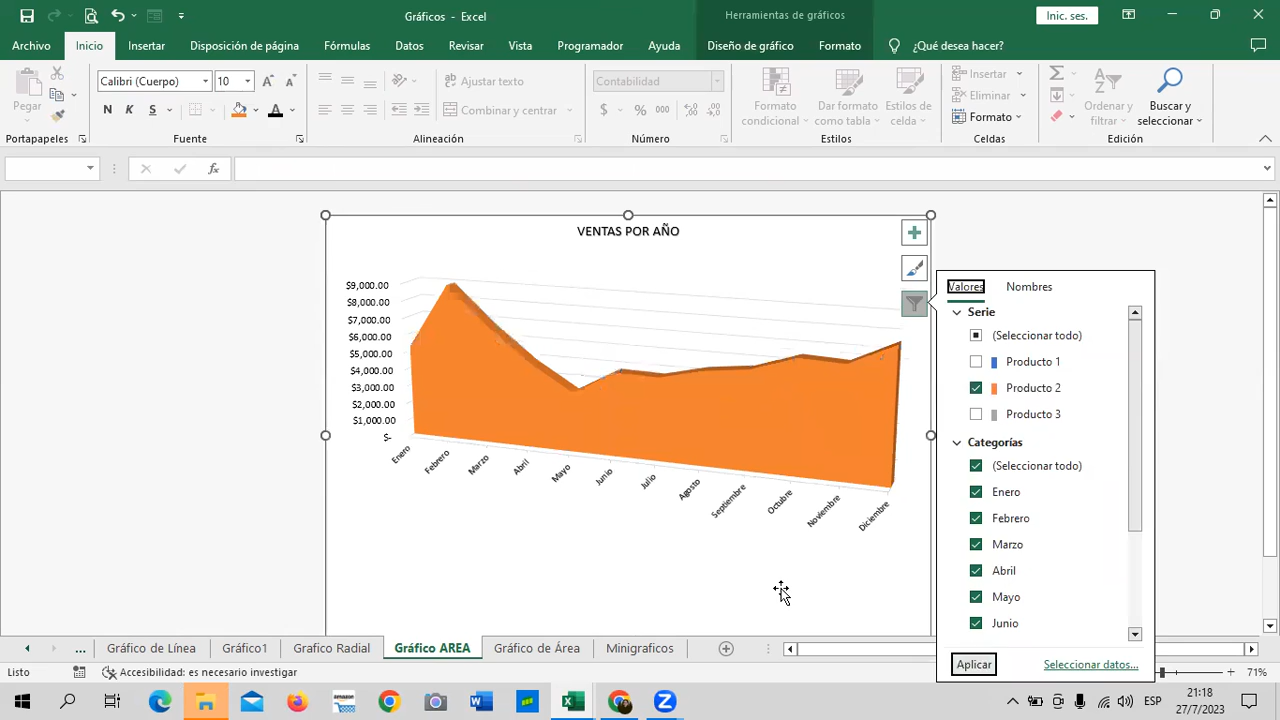 Gráficos - Excel
Herramientas de gráficos
Inic. ses.
Archivo
Inicio
Insertar
Disposición de página
Fórmulas
Datos
Revisar
Vista
Programador
Ayuda
Diseño de gráfico
Formato
¿Qué desea hacer?
Pegar
Calibri (Cuerpo)
10
N K S
Ajustar texto
Combinar y centrar
Contabilidad
$ % 000
Formato condicional
Dar formato como tabla
Estilos de celda
Insertar
Eliminar
Formato
Ordenar y filtrar
Buscar y seleccionar
Portapapeles
Fuente
Alineación
Número
Estilos
Celdas
Edición
fx
VENTAS POR AÑO
$9,000.00
$8,000.00
$7,000.00
$6,000.00
$5,000.00
$4,000.00
$3,000.00
$2,000.00
$1,000.00
$-
Enero
Febrero
Marzo
Abril
Mayo
Junio
Julio
Agosto
Septiembre
Octubre
Noviembre
Diciembre
Valores
Nombres
Serie
(Seleccionar todo)
Producto 1
Producto 2
Producto 3
Categorías
(Seleccionar todo)
Enero
Febrero
Marzo
Abril
Mayo
Junio
Aplicar
Seleccionar datos...
...
Gráfico de Línea
Gráfico1
Grafico Radial
Gráfico AREA
Gráfico de Área
Minigraficos
Listo
Accesibilidad: es necesario investigar
71%
ESP
21:18
27/7/2023